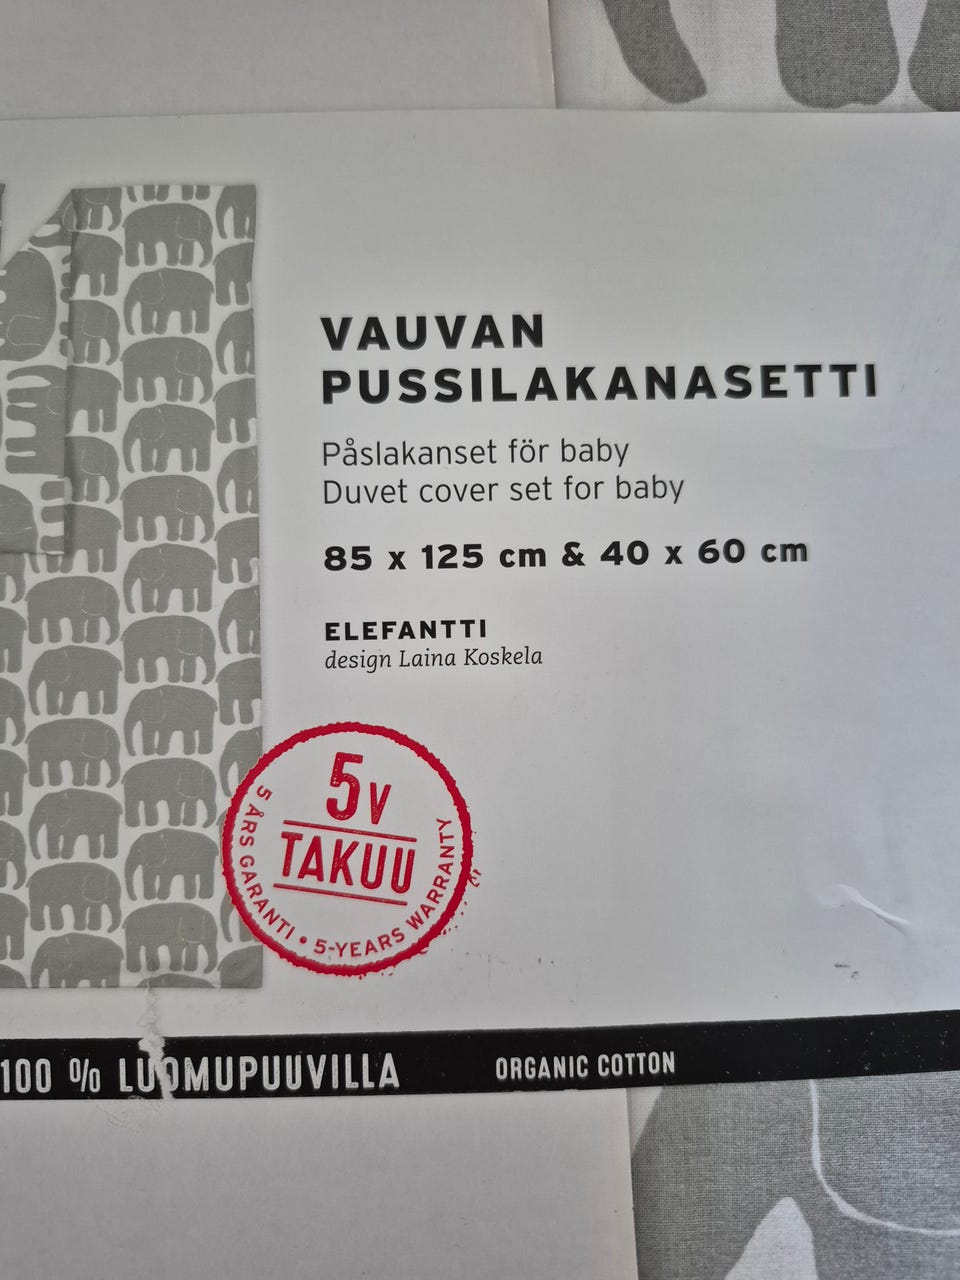 VAUVAN
PUSSILAKANASETTI
Påslakanset för baby
Duvet cover set for baby
85 x 125 cm & 40 x 60 cm
ELEFANTTI
design Laina Koskela
5v
TAKUU
5 ÅRS GARANTI • 5-YEARS WARRANTY
100 % LUOMUPUUVILLA
ORGANIC COTTON